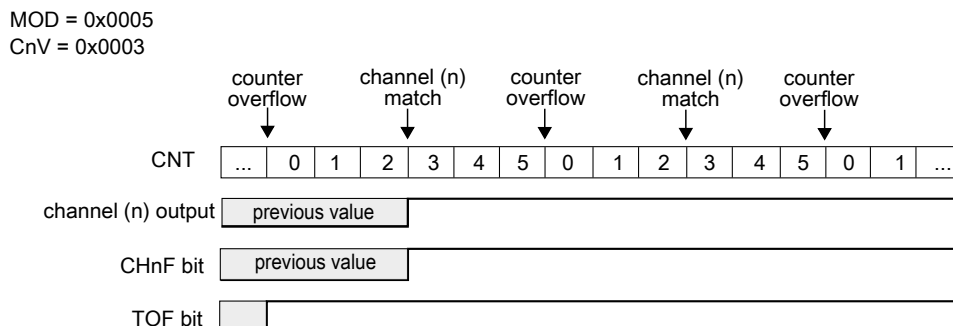 MOD = 0x0005
CnV = 0x0003
counter overflow channel (n) match counter overflow channel (n) match counter overflow
CNT ... 0 1 2 3 4 5 0 1 2 3 4 5 0 1 ...
channel (n) output previous value
CHnF bit previous value
TOF bit